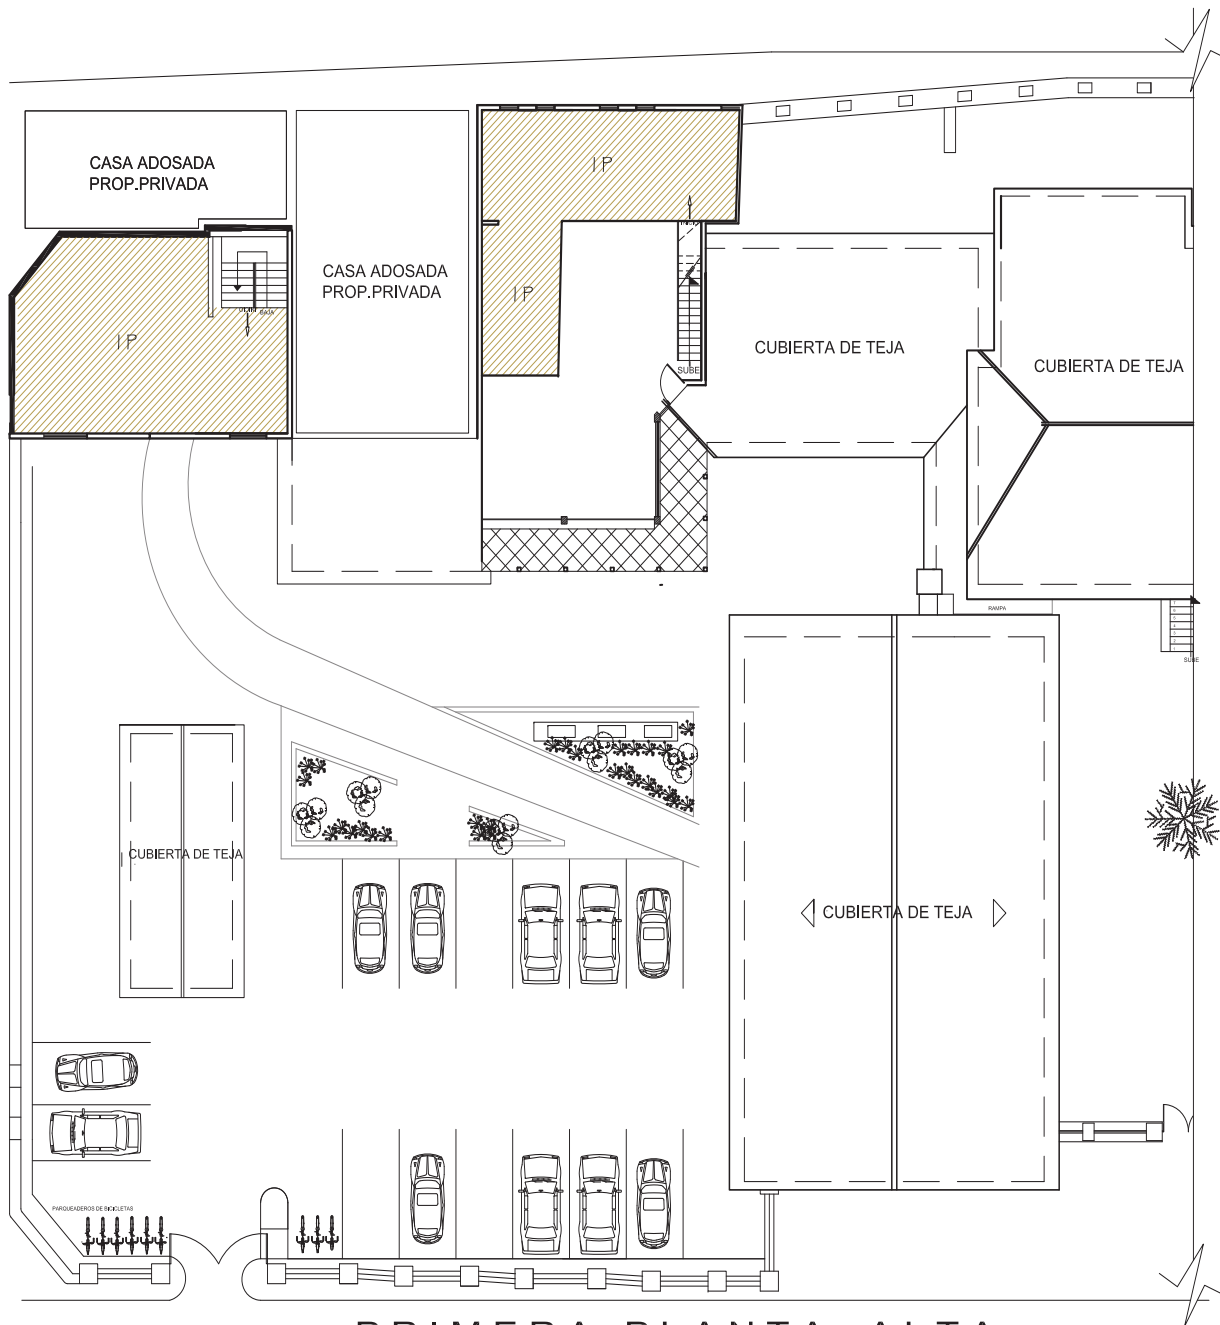 CASA ADOSADA
PROP.PRIVADA
IP
CASA ADOSADA
PROP.PRIVADA
IP
IP
BAJA
SUBE
CUBIERTA DE TEJA
CUBIERTA DE TEJA
RAMPA
SUBE
CUBIERTA DE TEJA
CUBIERTA DE TEJA
PARQUEADEROS DE BICICLETAS
PRIMERA PLANTA ALTA